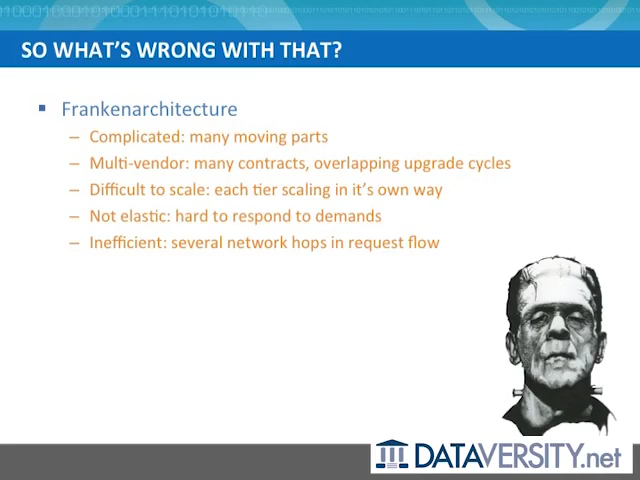 SO WHAT'S WRONG WITH THAT?
▪ Frankenarchitecture
– Complicated: many moving parts
– Multi-vendor: many contracts, overlapping upgrade cycles
– Difficult to scale: each tier scaling in it's own way
– Not elastic: hard to respond to demands
– Inefficient: several network hops in request flow
DATAVERSITY.net